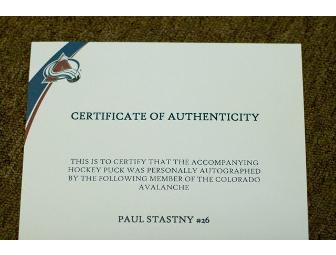 CERTIFICATE OF AUTHENTICITY
THIS IS TO CERTIFY THAT THE ACCOMPANYING
HOCKEY PUCK WAS PERSONALLY AUTOGRAPHED
BY THE FOLLOWING MEMBER OF THE COLORADO
AVALANCHE
PAUL STASTNY #26